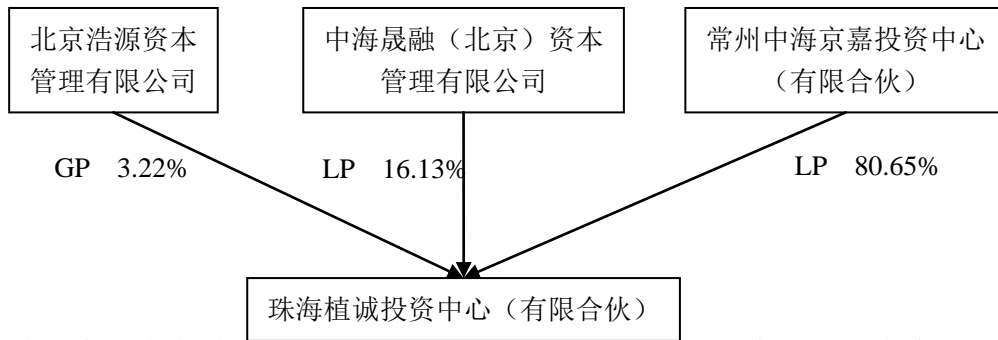 北京浩源资本
管理有限公司
中海晟融（北京）资本
管理有限公司
常州中海京嘉投资中心
（有限合伙）
GP 3.22%
LP 16.13%
LP 80.65%
珠海植诚投资中心（有限合伙）